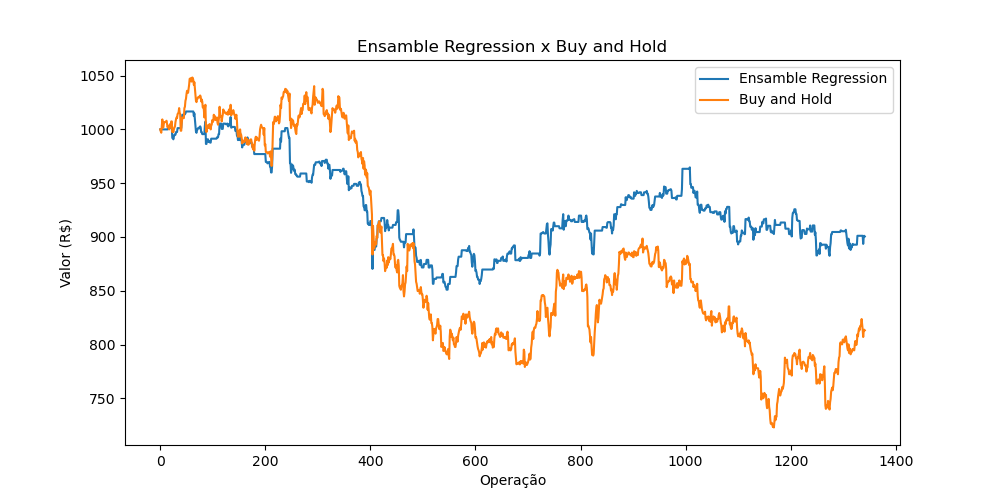 Ensamble Regression x Buy and Hold
Ensamble Regression
Buy and Hold
Valor (R$)
1050
1000
950
900
850
800
750
0 200 400 600 800 1000 1200 1400
Operação